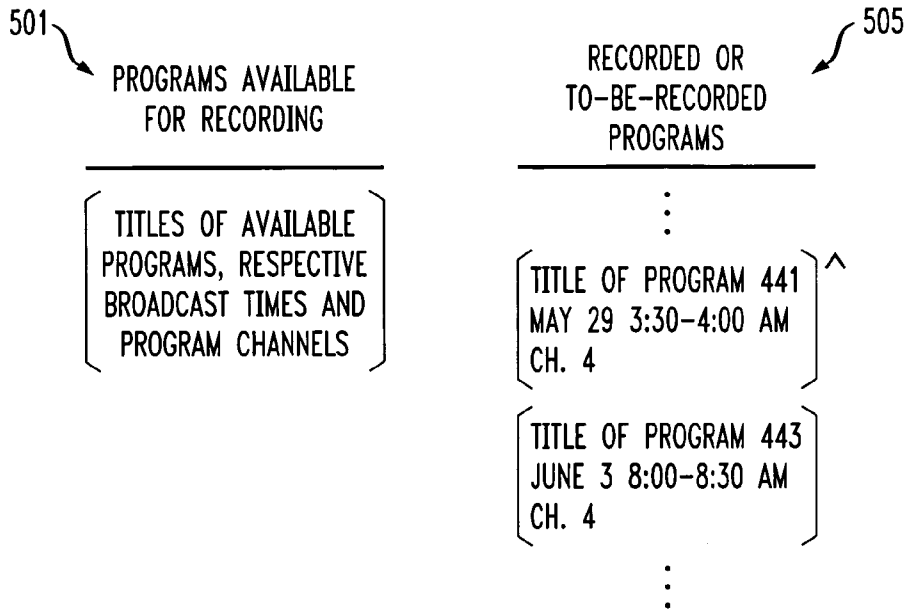 501
PROGRAMS AVAILABLE
FOR RECORDING
TITLES OF AVAILABLE
PROGRAMS, RESPECTIVE
BROADCAST TIMES AND
PROGRAM CHANNELS
505
RECORDED OR
TO-BE-RECORDED
PROGRAMS
TITLE OF PROGRAM 441 ^
MAY 29 3:30-4:00 AM
CH. 4
TITLE OF PROGRAM 443
JUNE 3 8:00-8:30 AM
CH. 4